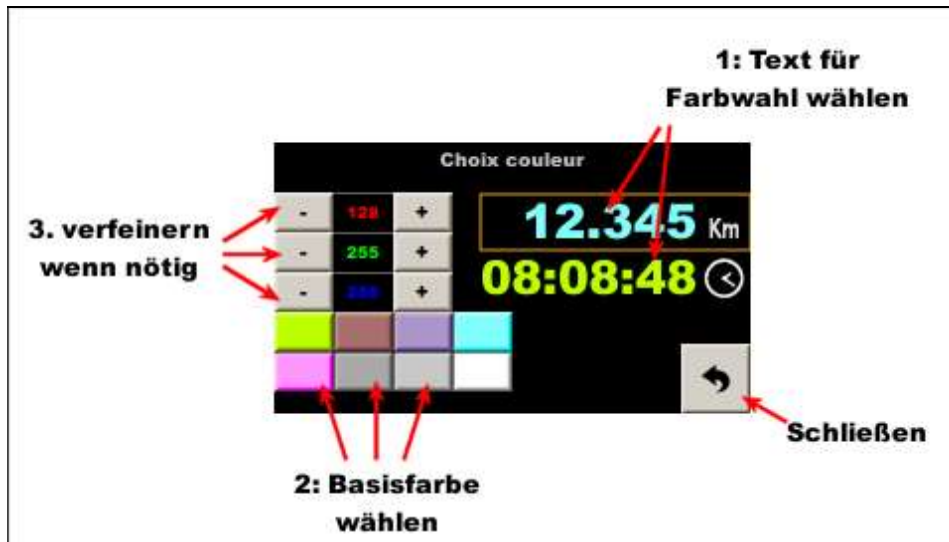 1: Text für
Farbwahl wählen
Choix couleur
- 128 +
12.345 Km
3. verfeinern
wenn nötig
- 255 +
08:08:48
- +
Schließen
2: Basisfarbe
wählen